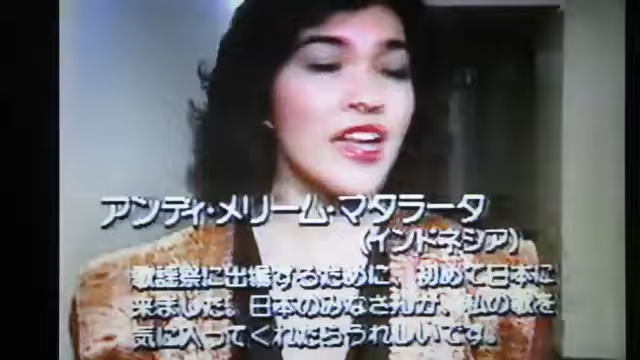 アンディ・メリーム・マタラータ
(インドネシア)
歌謡祭に出場するために、初めて日本に
来ました。日本のみなさんが、私の歌を
気に入ってくれたらうれしいです。